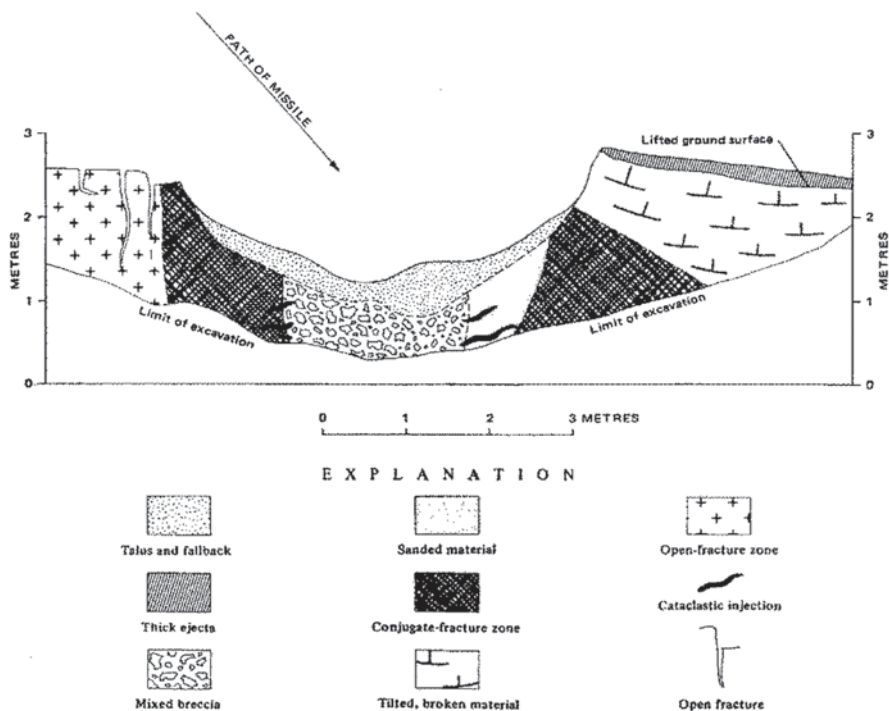 PATH OF MISSILE
3
2
1
0
METRES
3
2
1
0
METRES
Lifted ground surface
Limit of excavation
Limit of excavation
0 1 2 3 METRES
EXPLANATION
Talus and fallback
Sanded material
Open-fracture zone
Thick ejecta
Conjugate-fracture zone
Cataclastic injection
Mixed breccia
Tilted, broken material
Open fracture